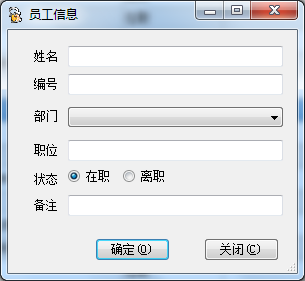 员工信息
姓名
编号
部门
职位
状态 在职 离职
备注
确定(O) 关闭(C)